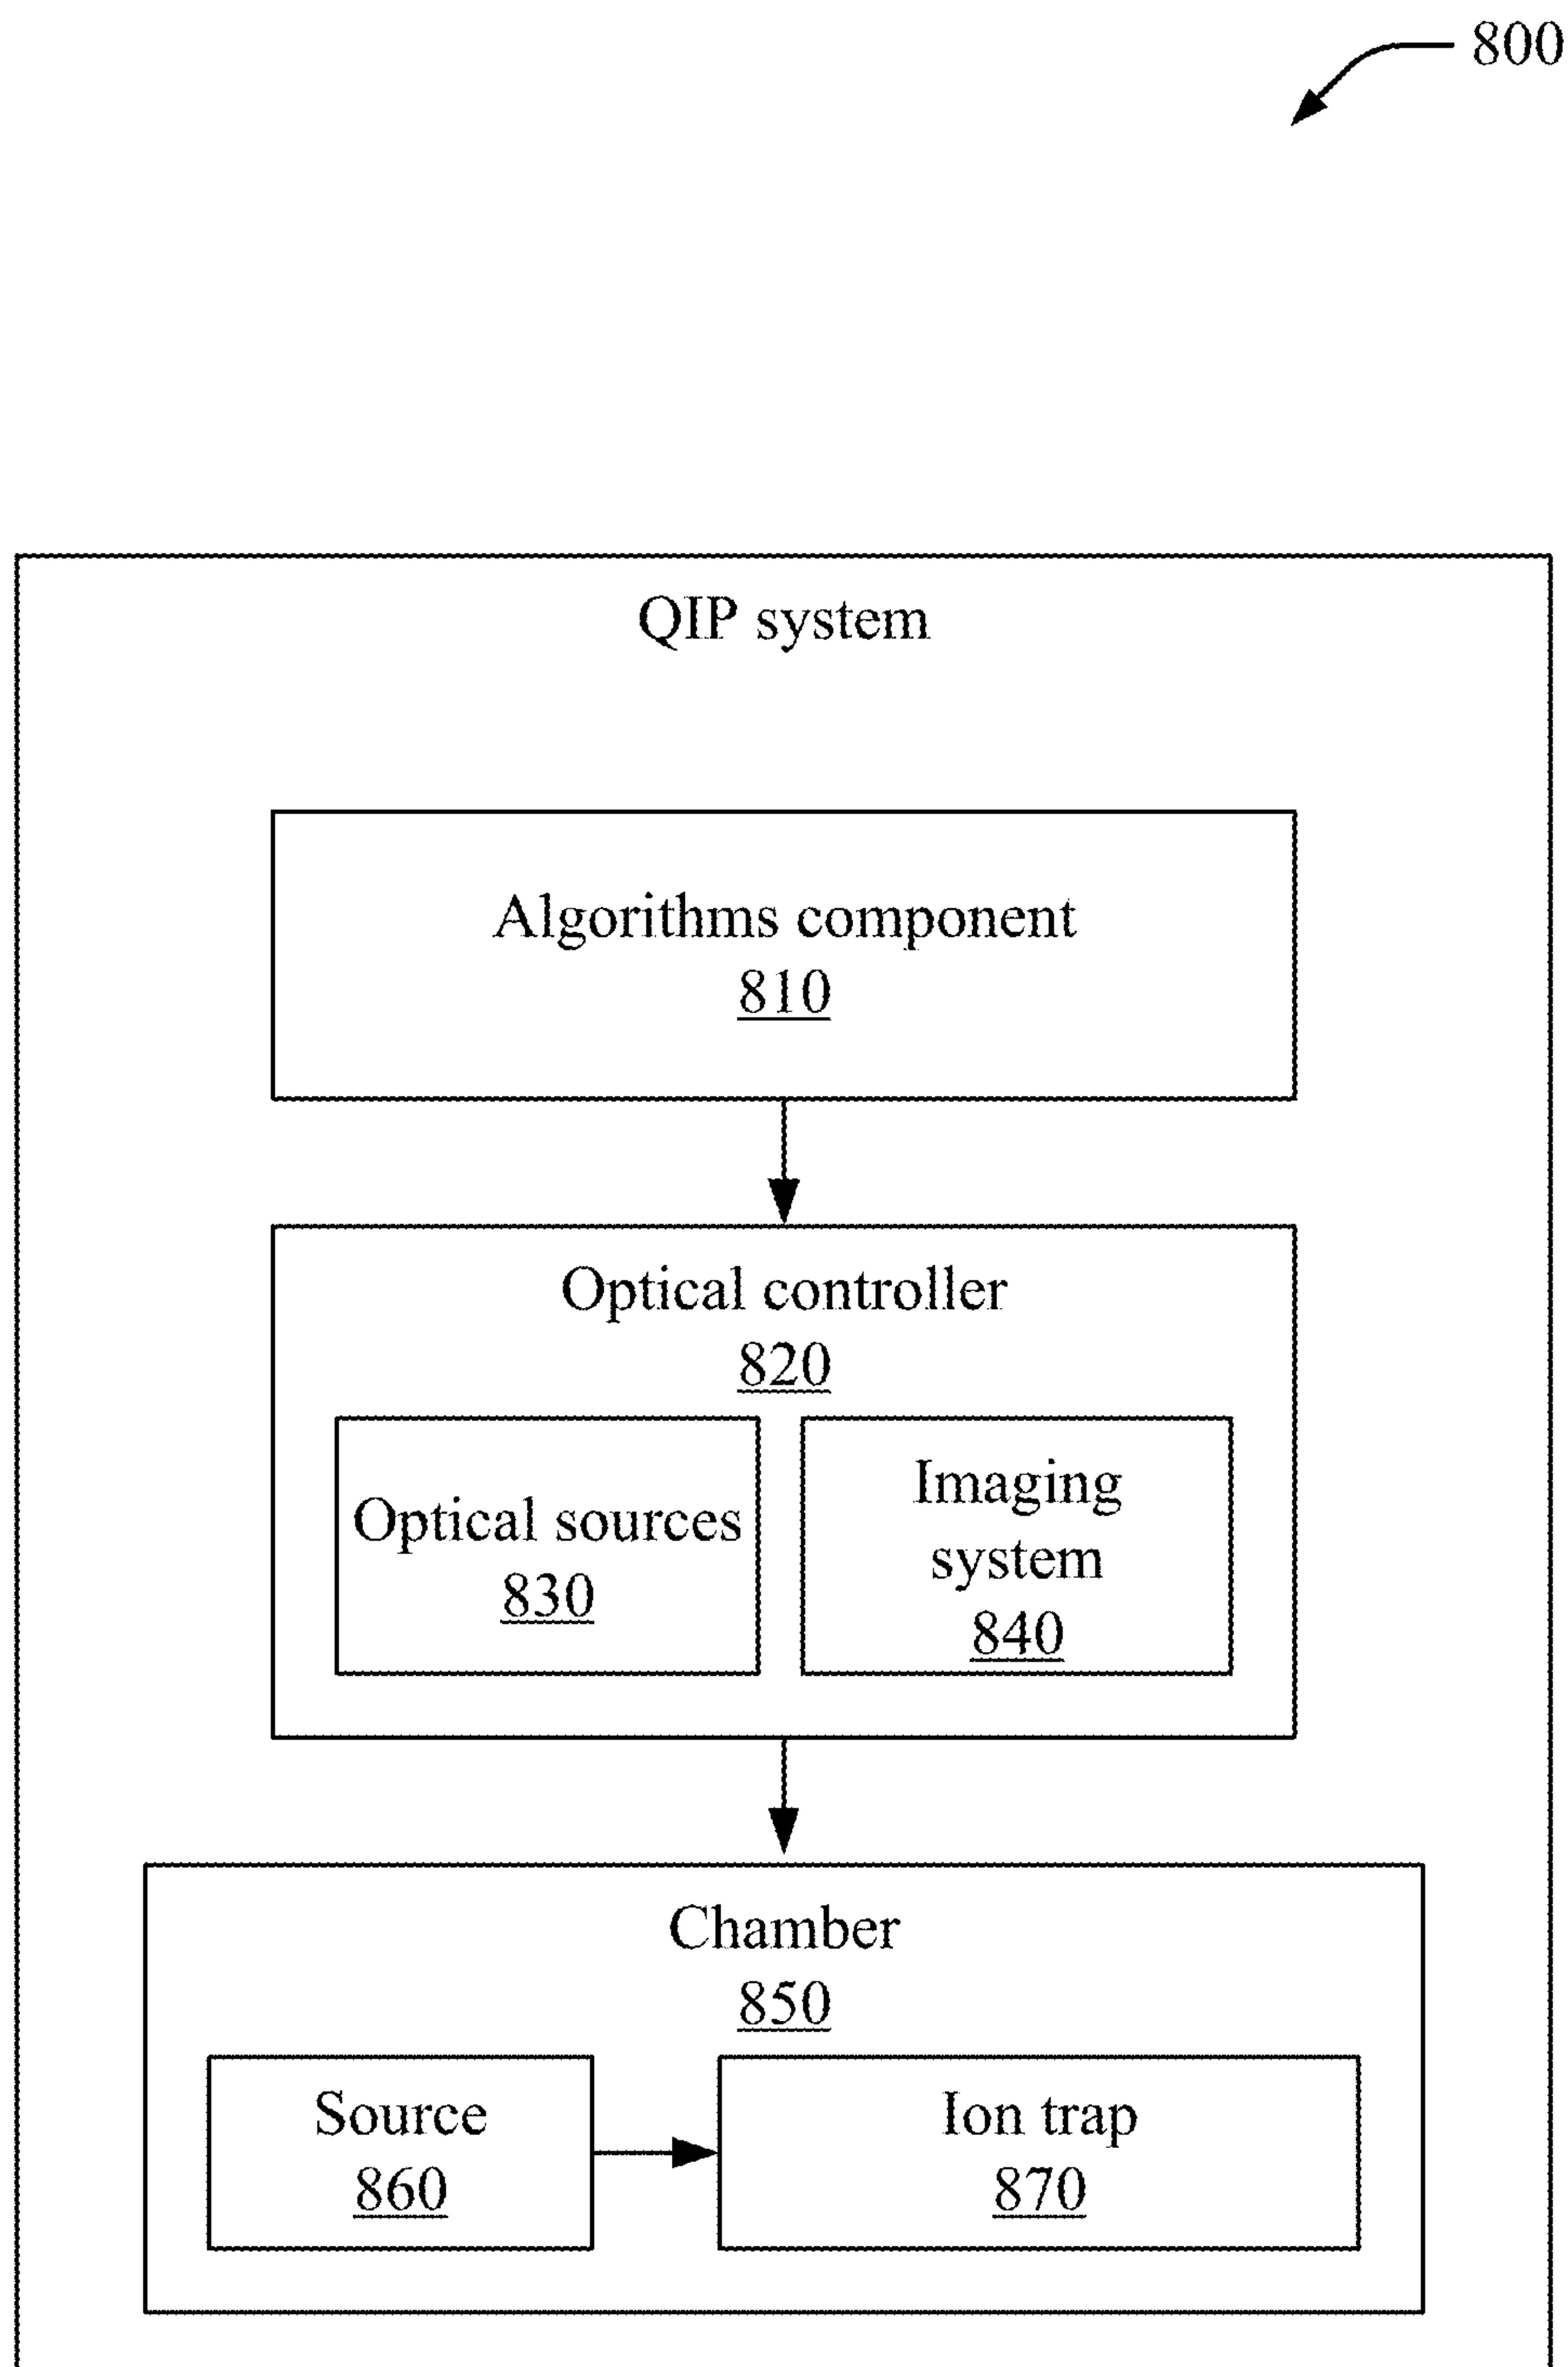 800
QIP system
Algorithms component
810
Optical controller
820
Optical sources
830
Imaging
system
840
Chamber
850
Source
860
Ion trap
870